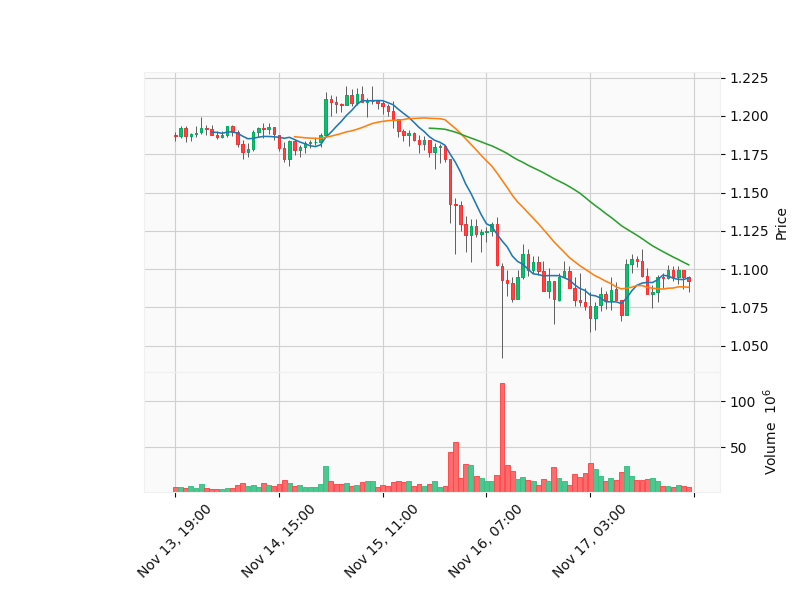 1.225
1.200
1.175
1.150
1.125
1.100
1.075
1.050
Price
100
50
Volume 10^6
Nov 13, 19:00
Nov 14, 15:00
Nov 15, 11:00
Nov 16, 07:00
Nov 17, 03:00